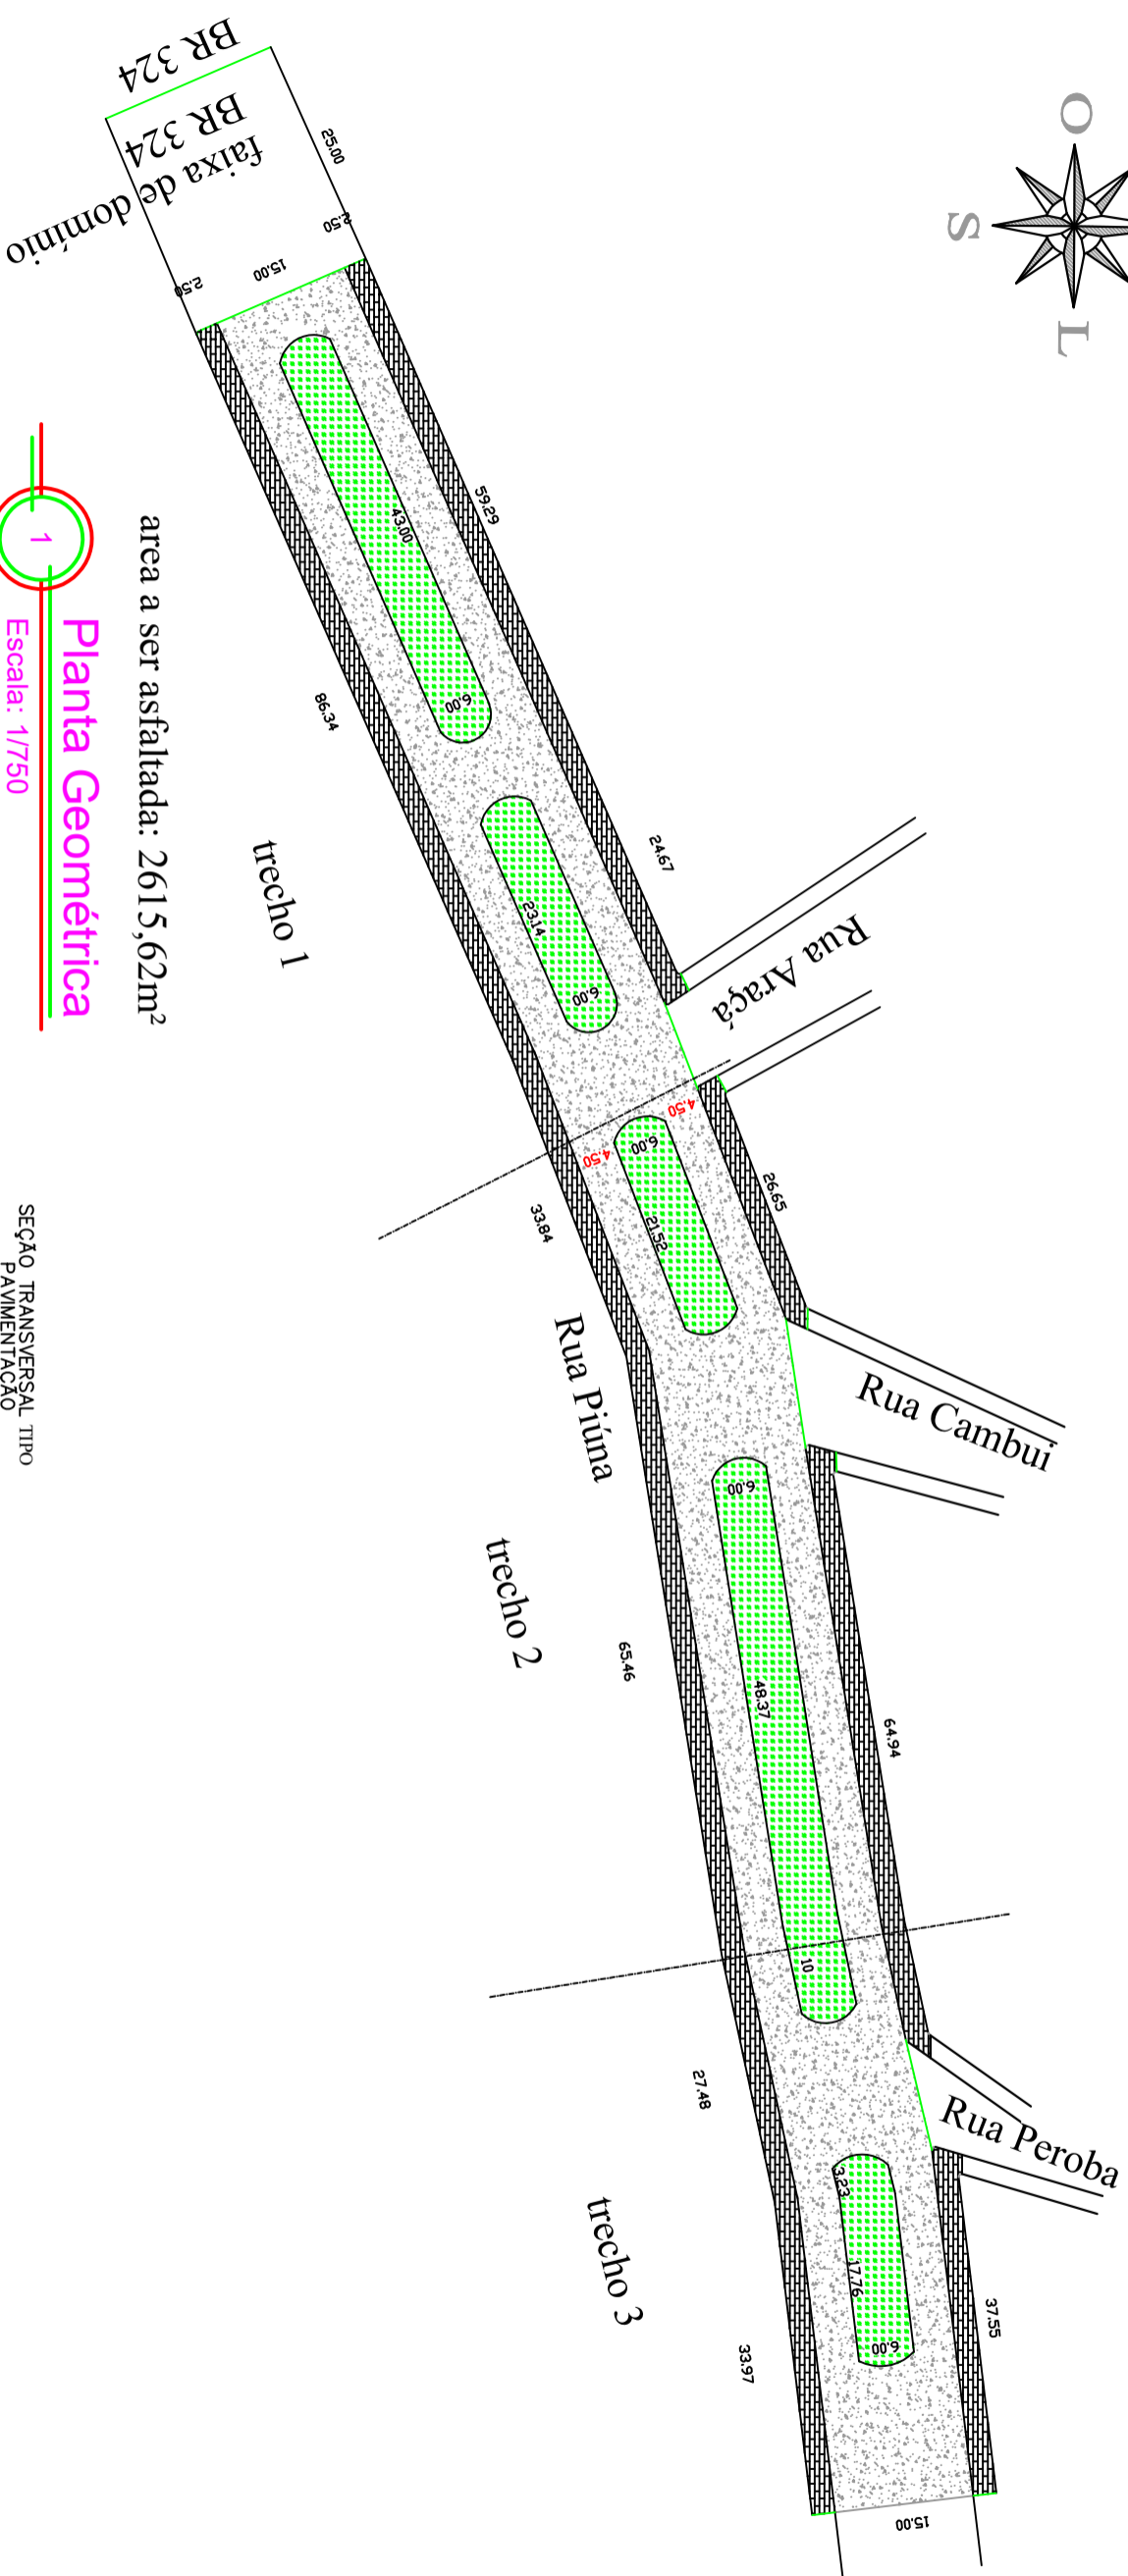 BR 324
BR 324
faixa de domínio
O
S
L
25.00
2.50
15.00
2.50
59.29
43.00
6.00
86.34
24.67
23.14
6.00
trecho 1
Rua Araçá
4.50
4.50
6.00
21.52
26.65
33.84
Rua Piúna
Rua Cambui
6.00
48.37
trecho 2
65.46
64.94
10
27.48
Rua Peroba
3.23
17.76
6.00
trecho 3
37.55
33.97
15.00
area a ser asfaltada: 2615,62m²
1
Planta Geométrica
Escala: 1/750
SEÇÃO TRANSVERSAL TIPO
PAVIMENTAÇÃO